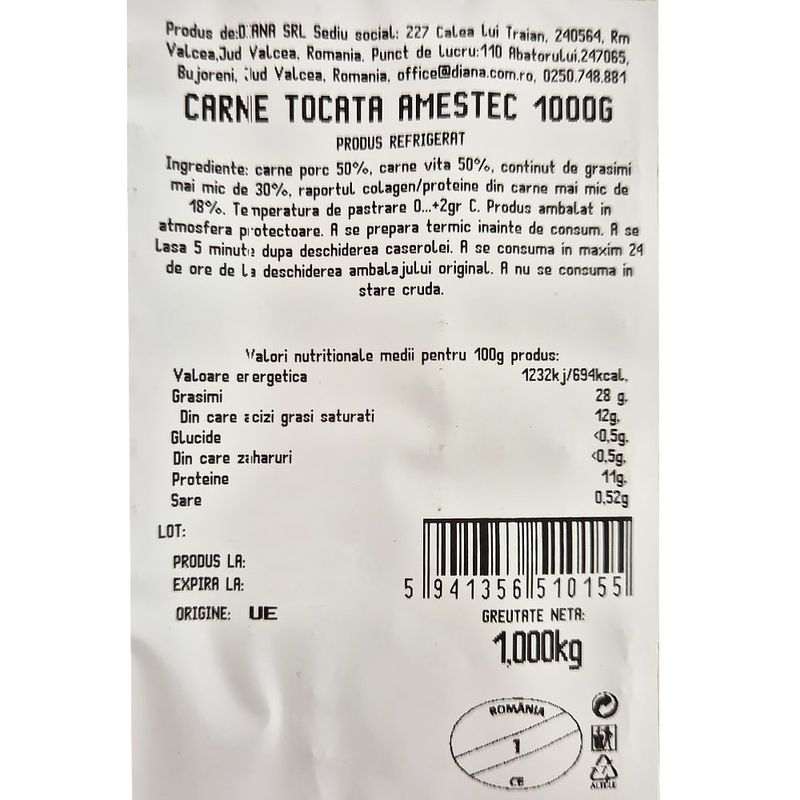 Produs de:DIANA SRL Sediu social: 227 Calea lui Traian, 240564, Rm
Valcea,Jud Valcea, Romania. Punct de lucru:110 Abatorului,247065,
Bujoreni, Jud Valcea, Romania, office@diana.com.ro, 0250.748.881
CARNE TOCATA AMESTEC 1000G
PRODUS REFRIGERAT
Ingrediente: carne porc 50%, carne vita 50%, continut de grasimi
mai mic de 30%, raportul colagen/proteine din carne mai mic de
18%. Temperatura de pastrare 0...+2gr C. Produs ambalat in
atmosfera protectoare. A se prepara termic inainte de consum. A se
lasa 5 minute dupa deschiderea caserolei. A se consuma in maxim 24
de ore de la deschiderea ambalajului original. A nu se consuma in
stare cruda.
Valori nutritionale medii pentru 100g produs:
Valoare energetica 1232kj/694kcal.
Grasimi 28 g.
Din care acizi grasi saturati 12g.
Glucide <0,5g.
Din care zaharuri <0,5g.
Proteine 11g.
Sare 0,52g
LOT:
PRODUS LA:
EXPIRA LA:
5 941356 510155
ORIGINE: UE
GREUTATE NETA:
1,000kg
ROMÂNIA
1
CE
7
ALTELE